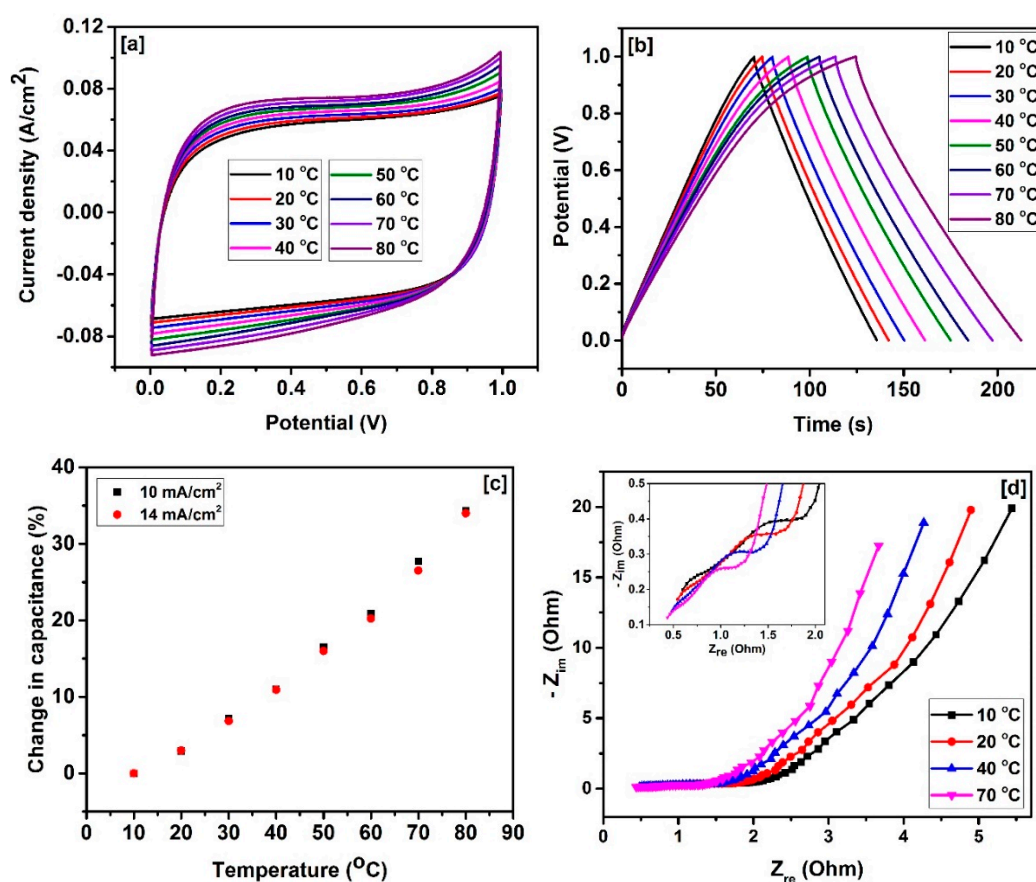 [a]
0.12
0.08
0.04
0.00
-0.04
-0.08
Current density (A/cm²)
10 °C
20 °C
30 °C
40 °C
50 °C
60 °C
70 °C
80 °C
0.0 0.2 0.4 0.6 0.8 1.0
Potential (V)
[b]
1.0
0.8
0.6
0.4
0.2
0.0
Potential (V)
10 °C
20 °C
30 °C
40 °C
50 °C
60 °C
70 °C
80 °C
0 50 100 150 200
Time (s)
[c]
40
35
30
25
20
15
10
5
0
Change in capacitance (%)
10 mA/cm²
14 mA/cm²
0 10 20 30 40 50 60 70 80 90
Temperature (°C)
[d]
20
15
10
5
0
- Zim (Ohm)
0.5
0.4
0.3
0.2
0.1
- Zim (Ohm)
0.5 1.0 1.5 2.0
Zre (Ohm)
10 °C
20 °C
40 °C
70 °C
0 1 2 3 4 5
Zre (Ohm)